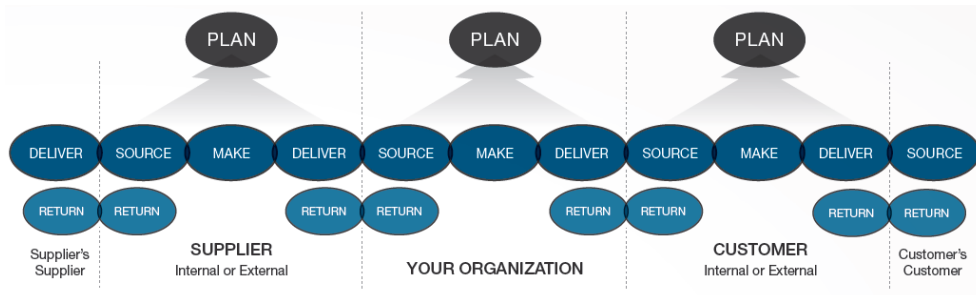 PLAN PLAN PLAN
DELIVER SOURCE MAKE DELIVER SOURCE MAKE DELIVER SOURCE MAKE DELIVER SOURCE
RETURN RETURN RETURN RETURN RETURN RETURN RETURN RETURN
Supplier's
Supplier
SUPPLIER
Internal or External
YOUR ORGANIZATION
CUSTOMER
Internal or External
Customer's
Customer